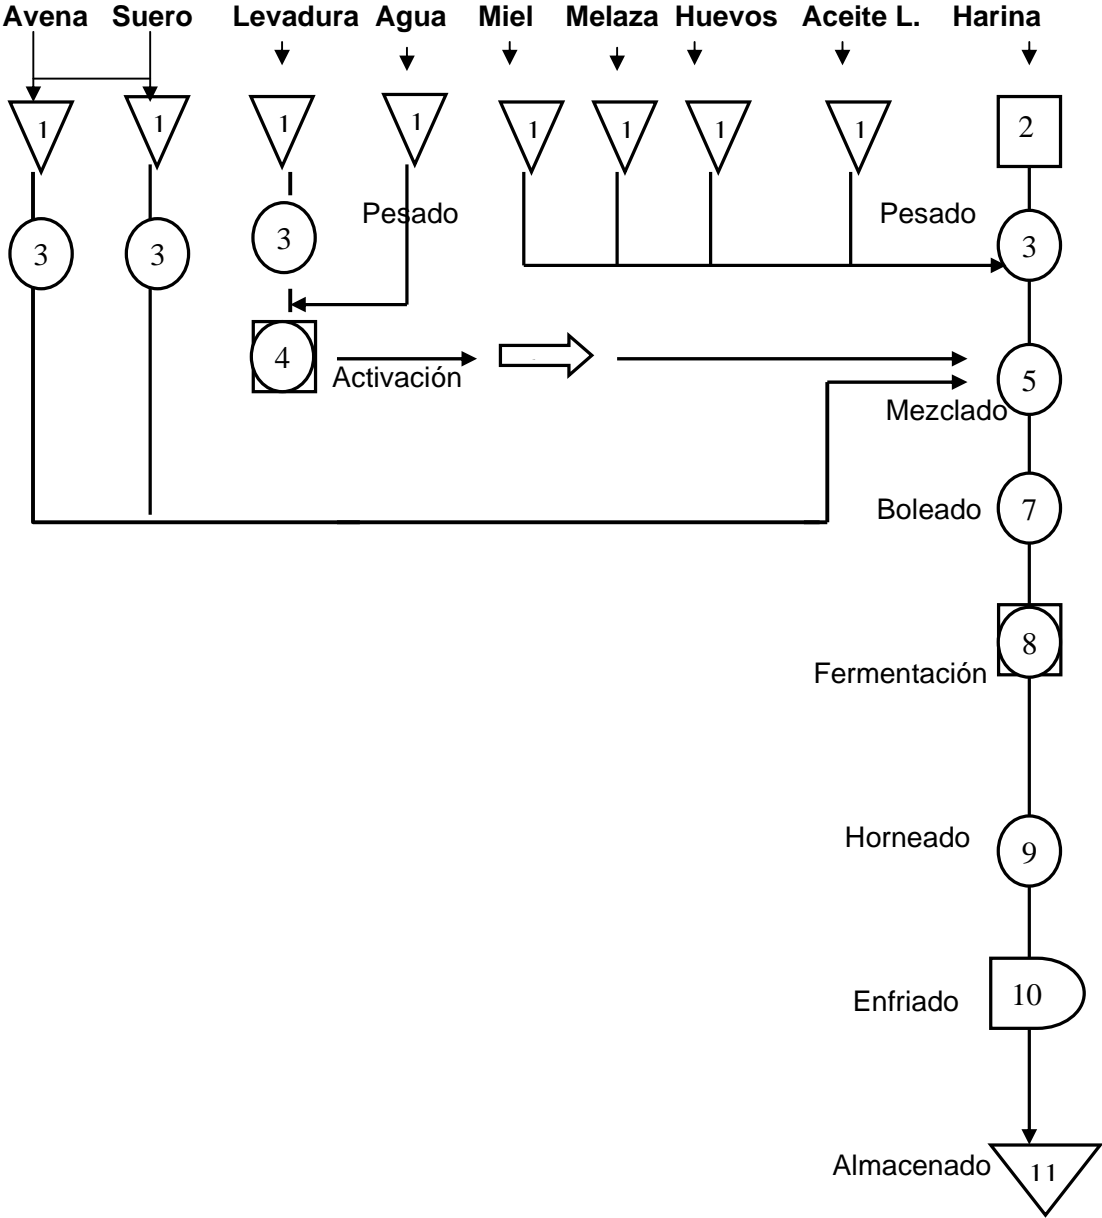 Avena Suero Levadura Agua Miel Melaza Huevos Aceite L. Harina
1 1 1 1 1 1 1 1 2
Pesado Pesado
3 3 3 3
4 Activación 5
Mezclado
Boleado 7
8
Fermentación
Horneado 9
Enfriado 10
Almacenado 11